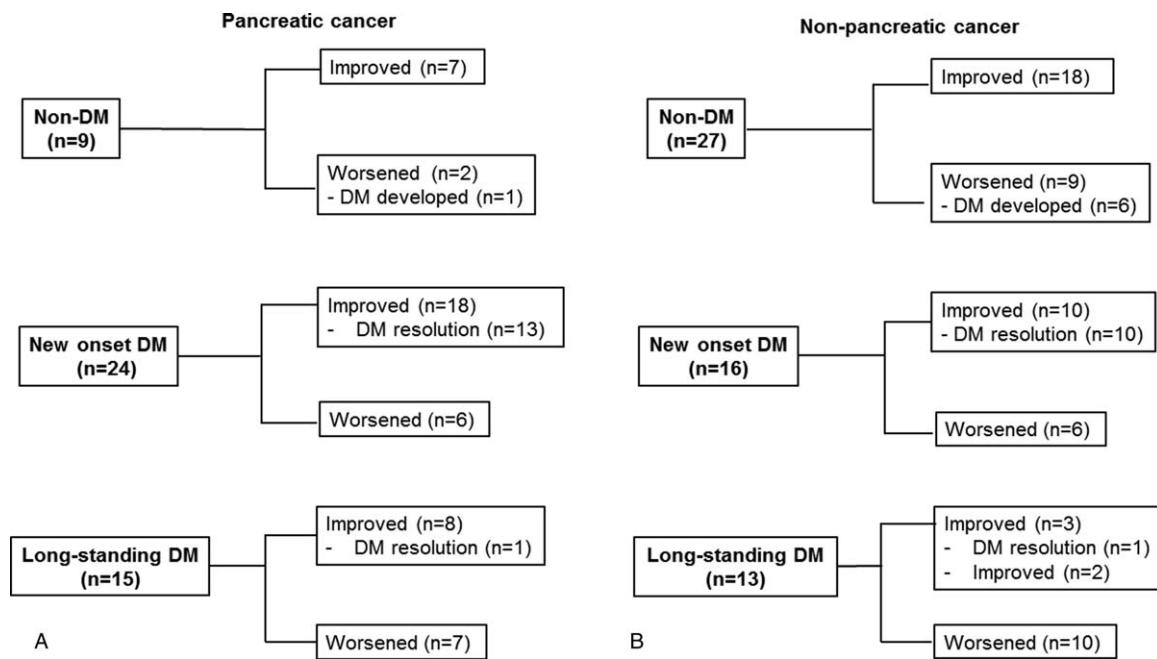 Pancreatic cancer
Improved (n=7)
Non-DM
(n=9)
Worsened (n=2)
- DM developed (n=1)
Improved (n=18)
- DM resolution (n=13)
New onset DM
(n=24)
Worsened (n=6)
Improved (n=8)
- DM resolution (n=1)
Long-standing DM
(n=15)
Worsened (n=7)
A
Non-pancreatic cancer
Improved (n=18)
Non-DM
(n=27)
Worsened (n=9)
- DM developed (n=6)
Improved (n=10)
- DM resolution (n=10)
New onset DM
(n=16)
Worsened (n=6)
Improved (n=3)
- DM resolution (n=1)
- Improved (n=2)
Long-standing DM
(n=13)
Worsened (n=10)
B